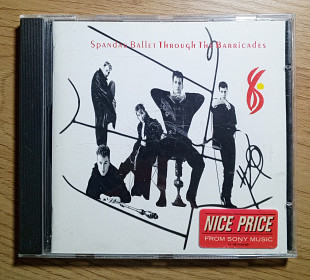 Spandau Ballet Through The Barricades
NICE PRICE
FROM SONY MUSIC